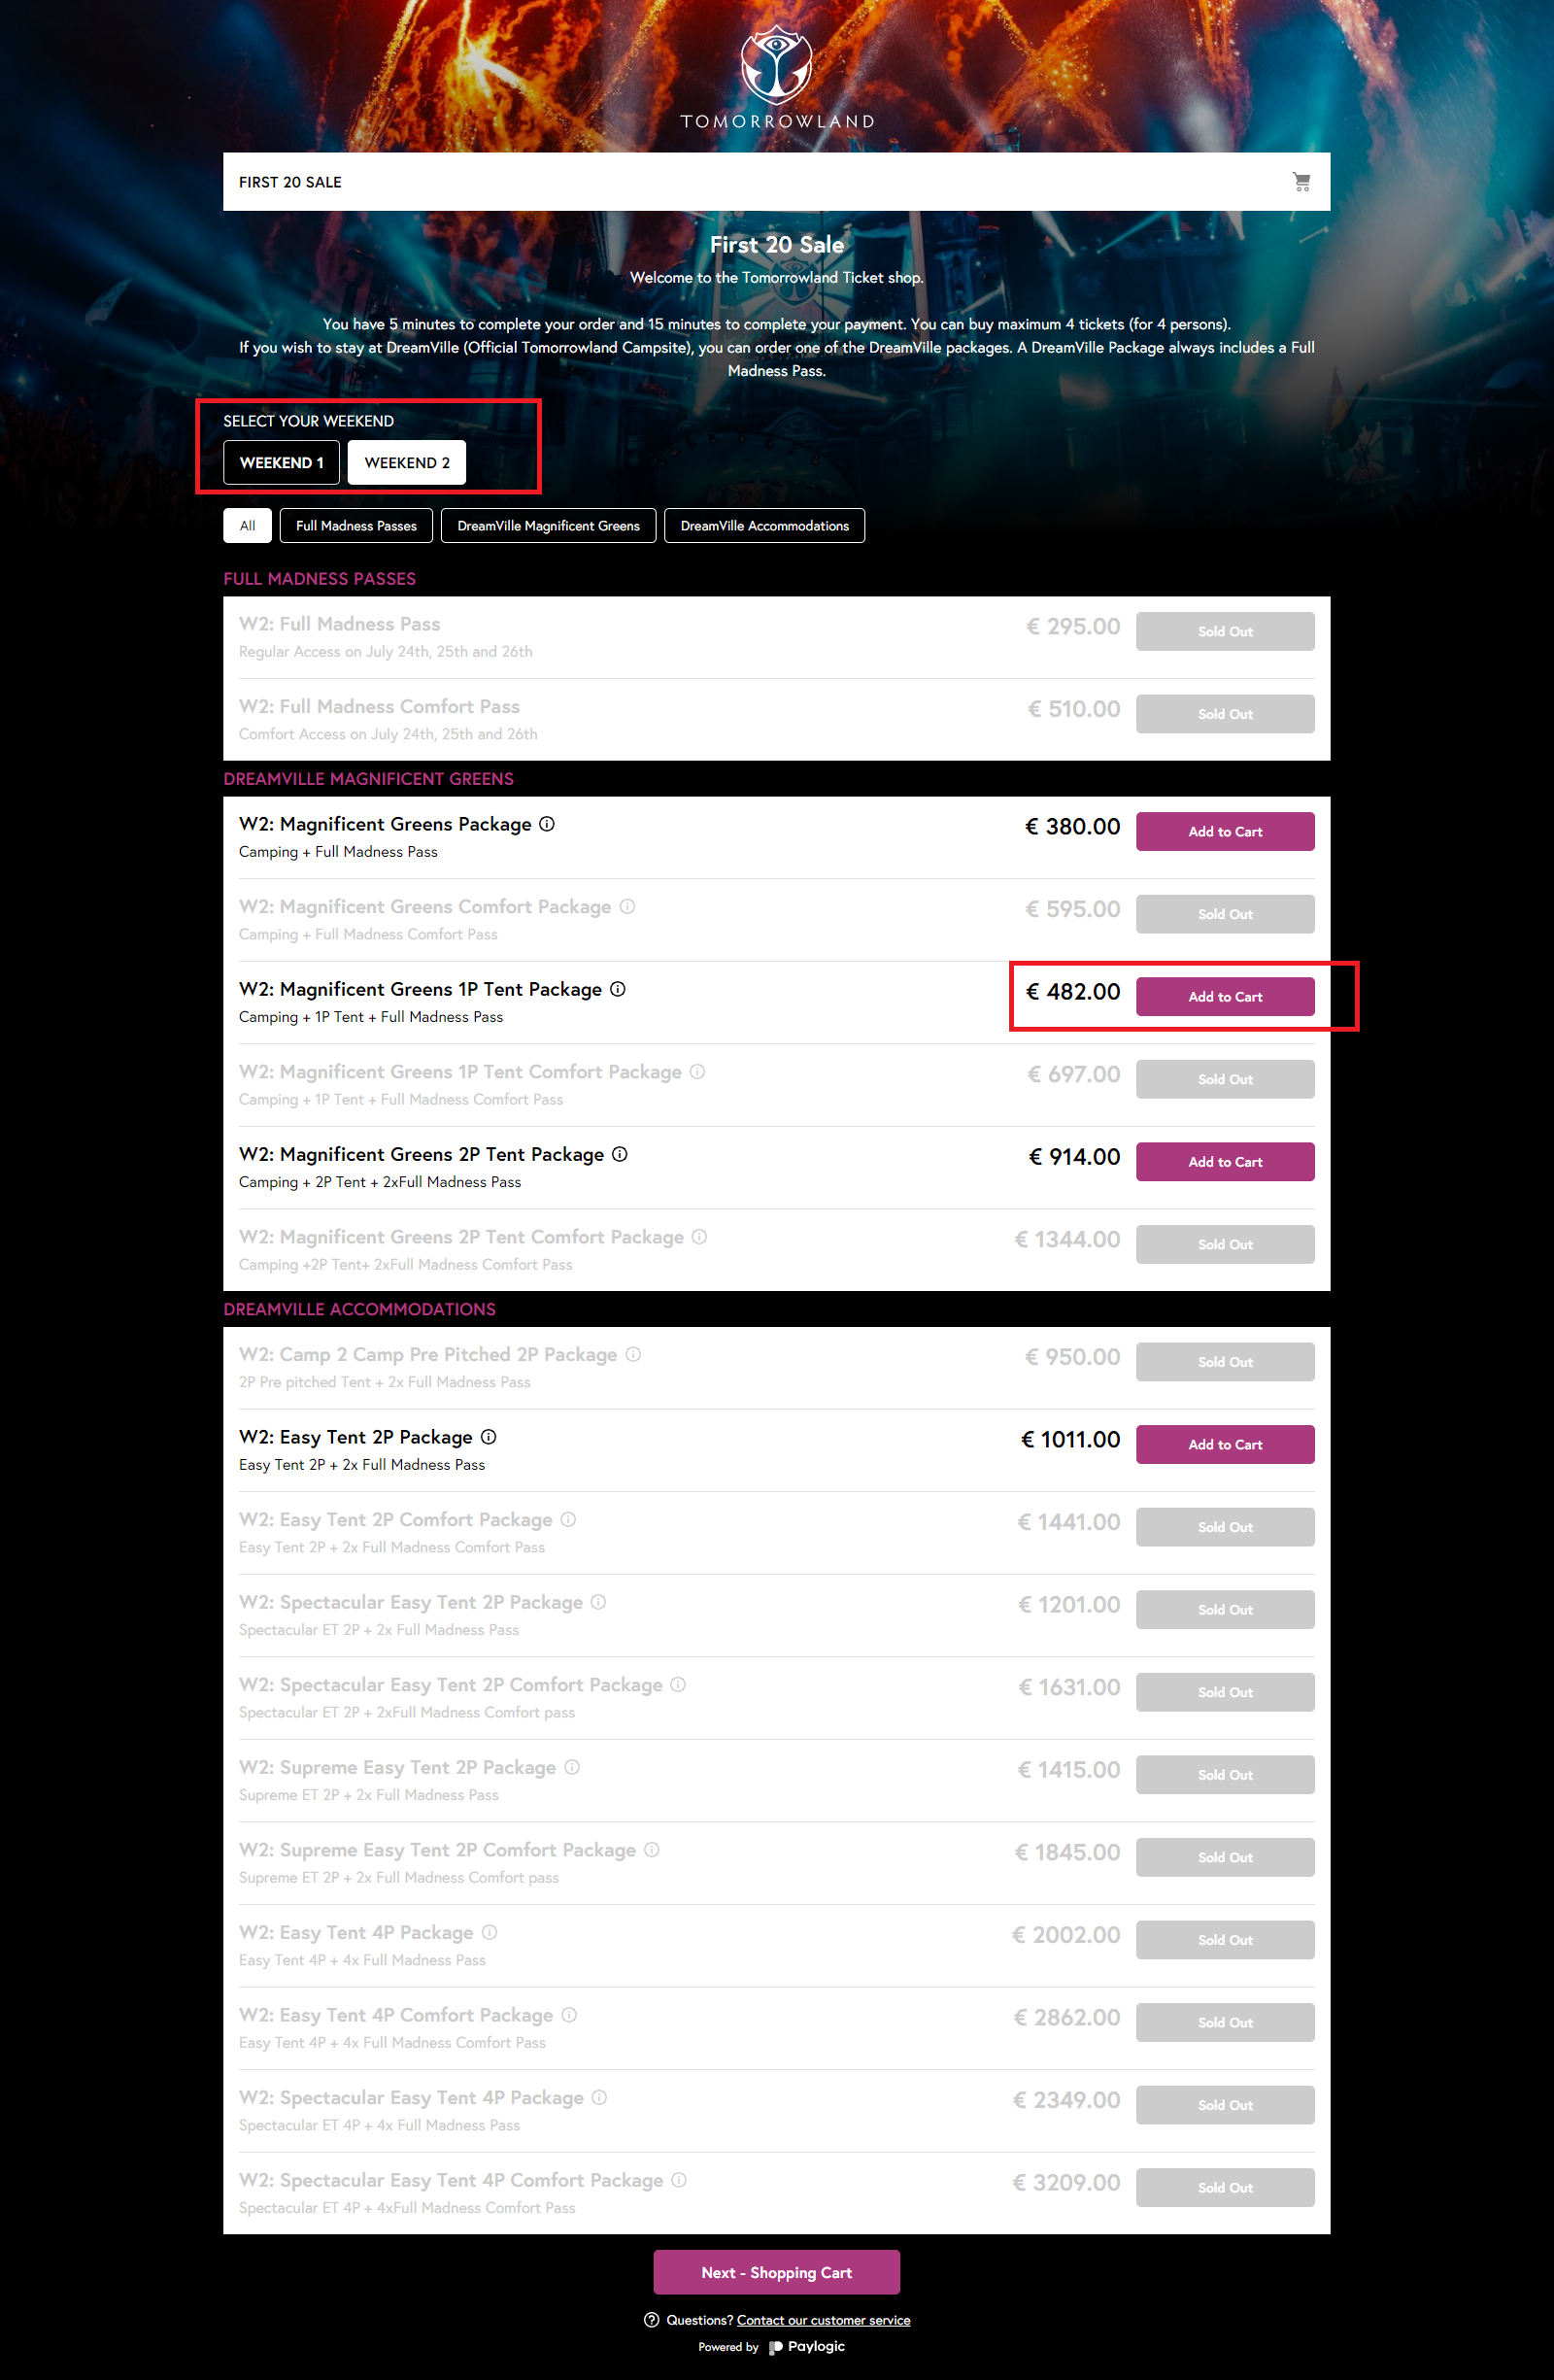 TOMORROWLAND
FIRST 20 SALE
First 20 Sale
Welcome to the Tomorrowland Ticket shop.
You have 5 minutes to complete your order and 15 minutes to complete your payment. You can buy maximum 4 tickets (for 4 persons).
If you wish to stay at DreamVille (Official Tomorrowland Campsite), you can order one of the DreamVille packages. A DreamVille Package always includes a Full
Madness Pass.
SELECT YOUR WEEKEND
WEEKEND 1 WEEKEND 2
All Full Madness Passes DreamVille Magnificent Greens DreamVille Accommodations
FULL MADNESS PASSES
W2: Full Madness Pass € 295.00 Sold Out
Regular Access on July 24th, 25th and 26th
W2: Full Madness Comfort Pass € 510.00 Sold Out
Comfort Access on July 24th, 25th and 26th
DREAMVILLE MAGNIFICENT GREENS
W2: Magnificent Greens Package € 380.00 Add to Cart
Camping + Full Madness Pass
W2: Magnificent Greens Comfort Package € 595.00 Sold Out
Camping + Full Madness Comfort Pass
W2: Magnificent Greens 1P Tent Package € 482.00 Add to Cart
Camping + 1P Tent + Full Madness Pass
W2: Magnificent Greens 1P Tent Comfort Package € 697.00 Sold Out
Camping + 1P Tent + Full Madness Comfort Pass
W2: Magnificent Greens 2P Tent Package € 914.00 Add to Cart
Camping + 2P Tent + 2xFull Madness Pass
W2: Magnificent Greens 2P Tent Comfort Package € 1344.00 Sold Out
Camping +2P Tent+ 2xFull Madness Comfort Pass
DREAMVILLE ACCOMMODATIONS
W2: Camp 2 Camp Pre Pitched 2P Package € 950.00 Sold Out
2P Pre pitched Tent + 2x Full Madness Pass
W2: Easy Tent 2P Package € 1011.00 Add to Cart
Easy Tent 2P + 2x Full Madness Pass
W2: Easy Tent 2P Comfort Package € 1441.00 Sold Out
Easy Tent 2P + 2x Full Madness Comfort Pass
W2: Spectacular Easy Tent 2P Package € 1201.00 Sold Out
Spectacular ET 2P + 2x Full Madness Pass
W2: Spectacular Easy Tent 2P Comfort Package € 1631.00 Sold Out
Spectacular ET 2P + 2xFull Madness Comfort pass
W2: Supreme Easy Tent 2P Package € 1415.00 Sold Out
Supreme ET 2P + 2x Full Madness Pass
W2: Supreme Easy Tent 2P Comfort Package € 1845.00 Sold Out
Supreme ET 2P + 2x Full Madness Comfort pass
W2: Easy Tent 4P Package € 2002.00 Sold Out
Easy Tent 4P + 4x Full Madness Pass
W2: Easy Tent 4P Comfort Package € 2862.00 Sold Out
Easy Tent 4P + 4x Full Madness Comfort Pass
W2: Spectacular Easy Tent 4P Package € 2349.00 Sold Out
Spectacular ET 4P + 4x Full Madness Pass
W2: Spectacular Easy Tent 4P Comfort Package € 3209.00 Sold Out
Spectacular ET 4P + 4xFull Madness Comfort Pass
Next - Shopping Cart
Questions? Contact our customer service
Powered by Paylogic